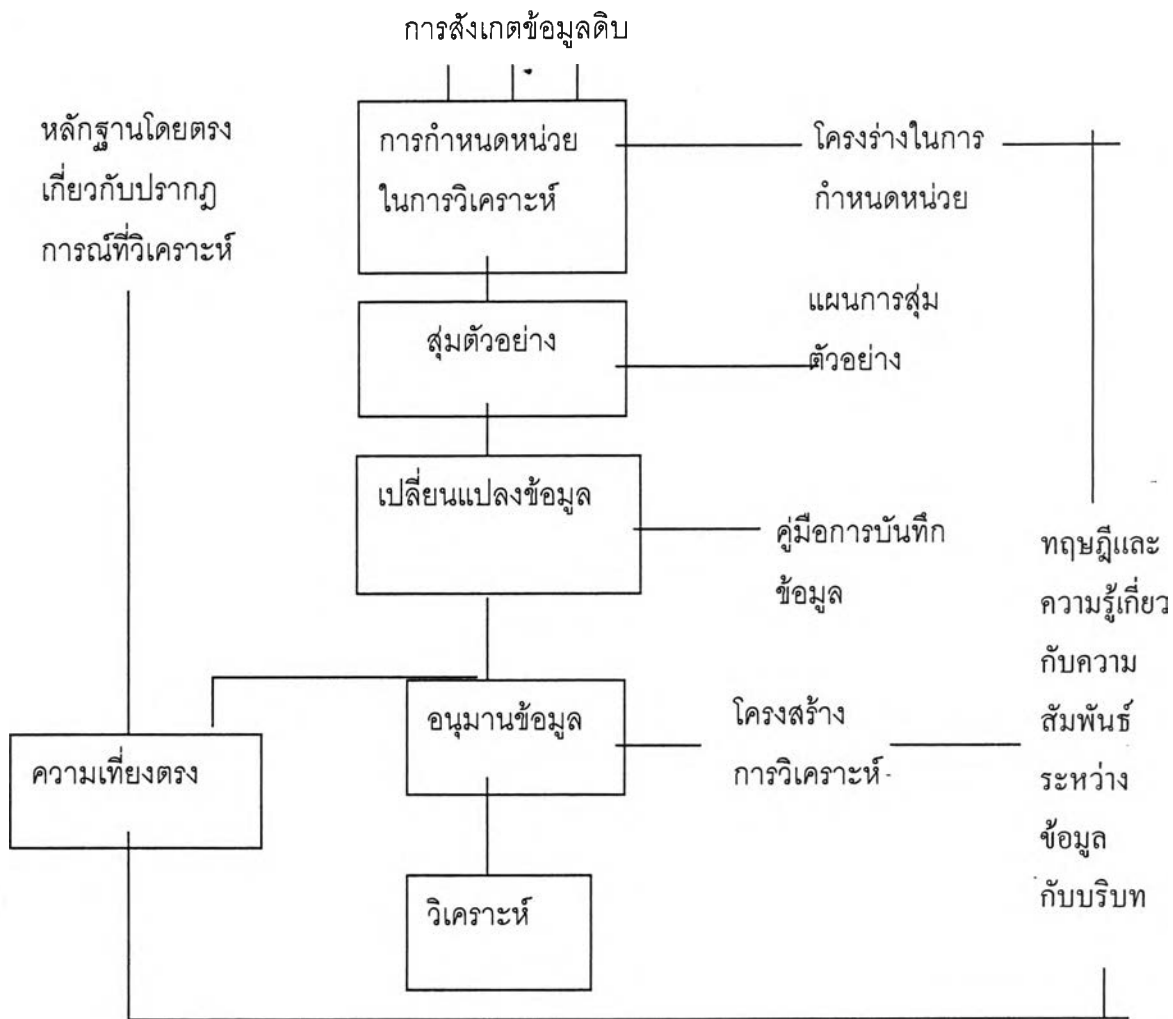 การสังเกตข้อมูลดิบ
หลักฐานโดยตรง
เกี่ยวกับปรากฏ
การณ์ที่วิเคราะห์
การกำหนดหน่วย
ในการวิเคราะห์
โครงร่างในการ
กำหนดหน่วย
สุ่มตัวอย่าง
แผนการสุ่ม
ตัวอย่าง
เปลี่ยนแปลงข้อมูล
คู่มือการบันทึก
ข้อมูล
ทฤษฎีและ
ความรู้เกี่ยว
กับความ
สัมพันธ์
ระหว่าง
ข้อมูล
กับบริบท
อนุมานข้อมูล
โครงสร้าง
การวิเคราะห์
ความเที่ยงตรง
วิเคราะห์